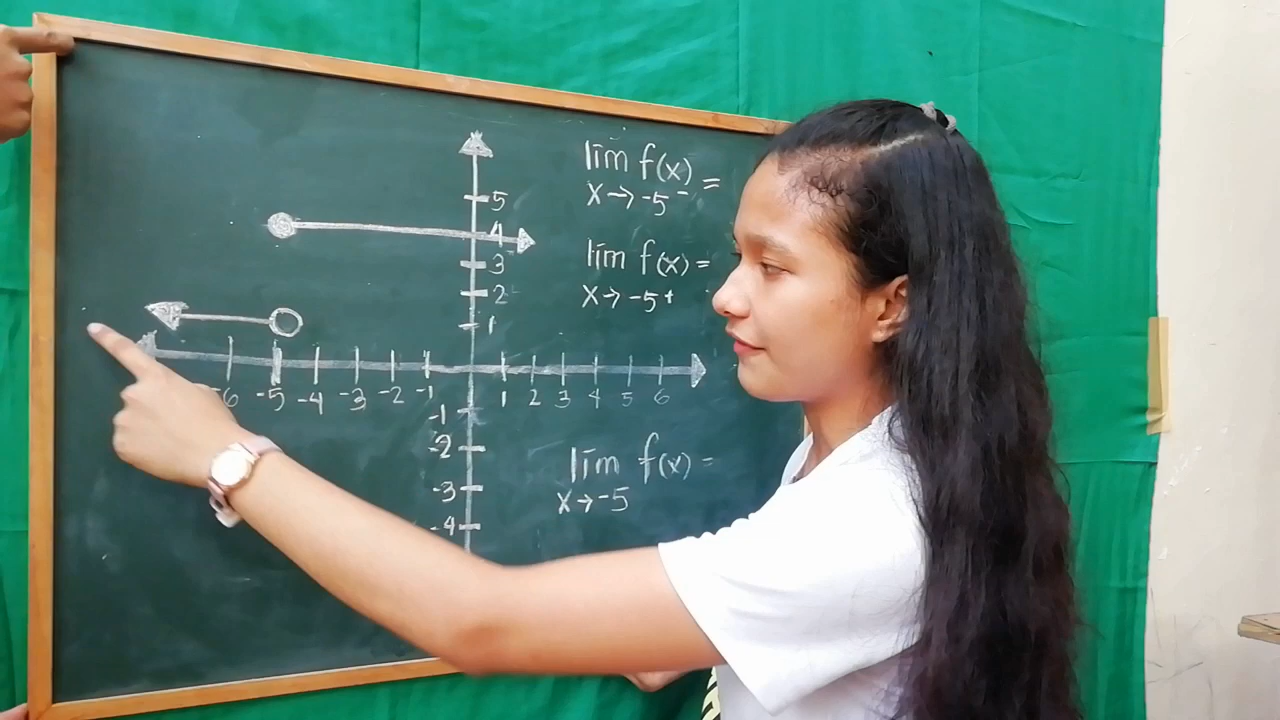 lim f(x) =
x→-5⁻
lim f(x) =
x→-5⁺
5
4
3
2
1
-6 -5 -4 -3 -2 -1 1 2 3 4 5 6
-1
-2
-3
-4
lim f(x) =
x→-5